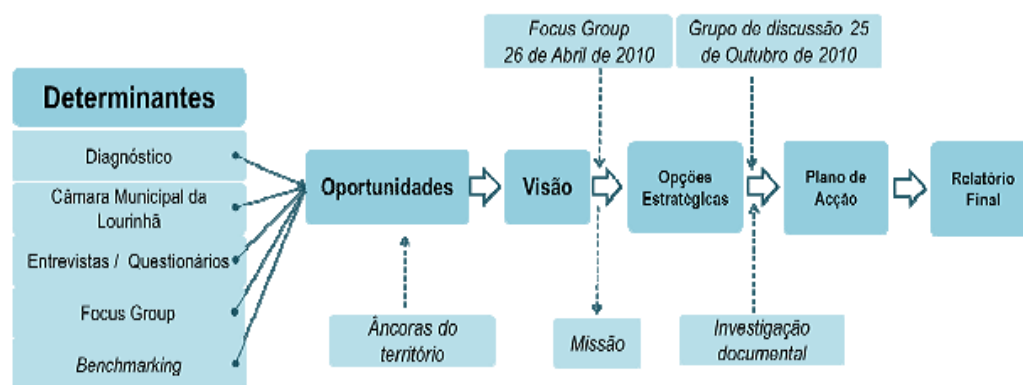 Focus Group
26 de Abril de 2010
Grupo de discussão 25
de Outubro de 2010
Determinantes
Diagnóstico
Câmara Municipal da
Lourinhã
Entrevistas / Questionários
Focus Group
Benchmarking
Oportunidades
Visão
Opções
Estratégicas
Plano de
Acção
Relatório
Final
Âncoras do
território
Missão
Investigação
documental